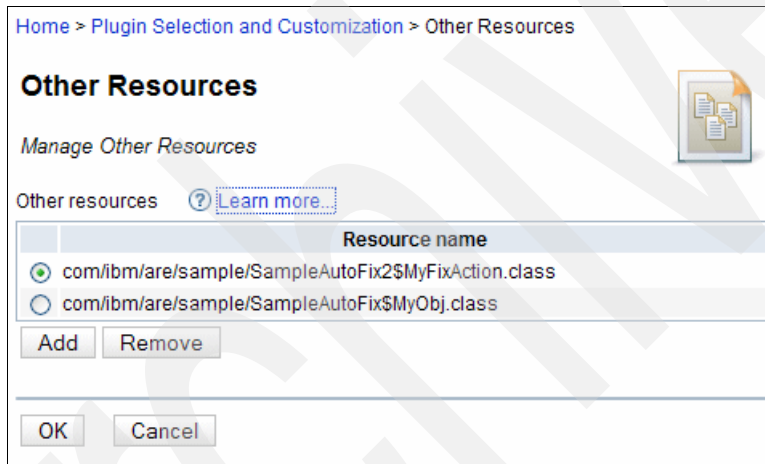 Home > Plugin Selection and Customization > Other Resources
Other Resources
Manage Other Resources
Other resources ? Learn more...
Resource name
com/ibm/are/sample/SampleAutoFix2$MyFixAction.class
com/ibm/are/sample/SampleAutoFix$MyObj.class
Add Remove
OK Cancel